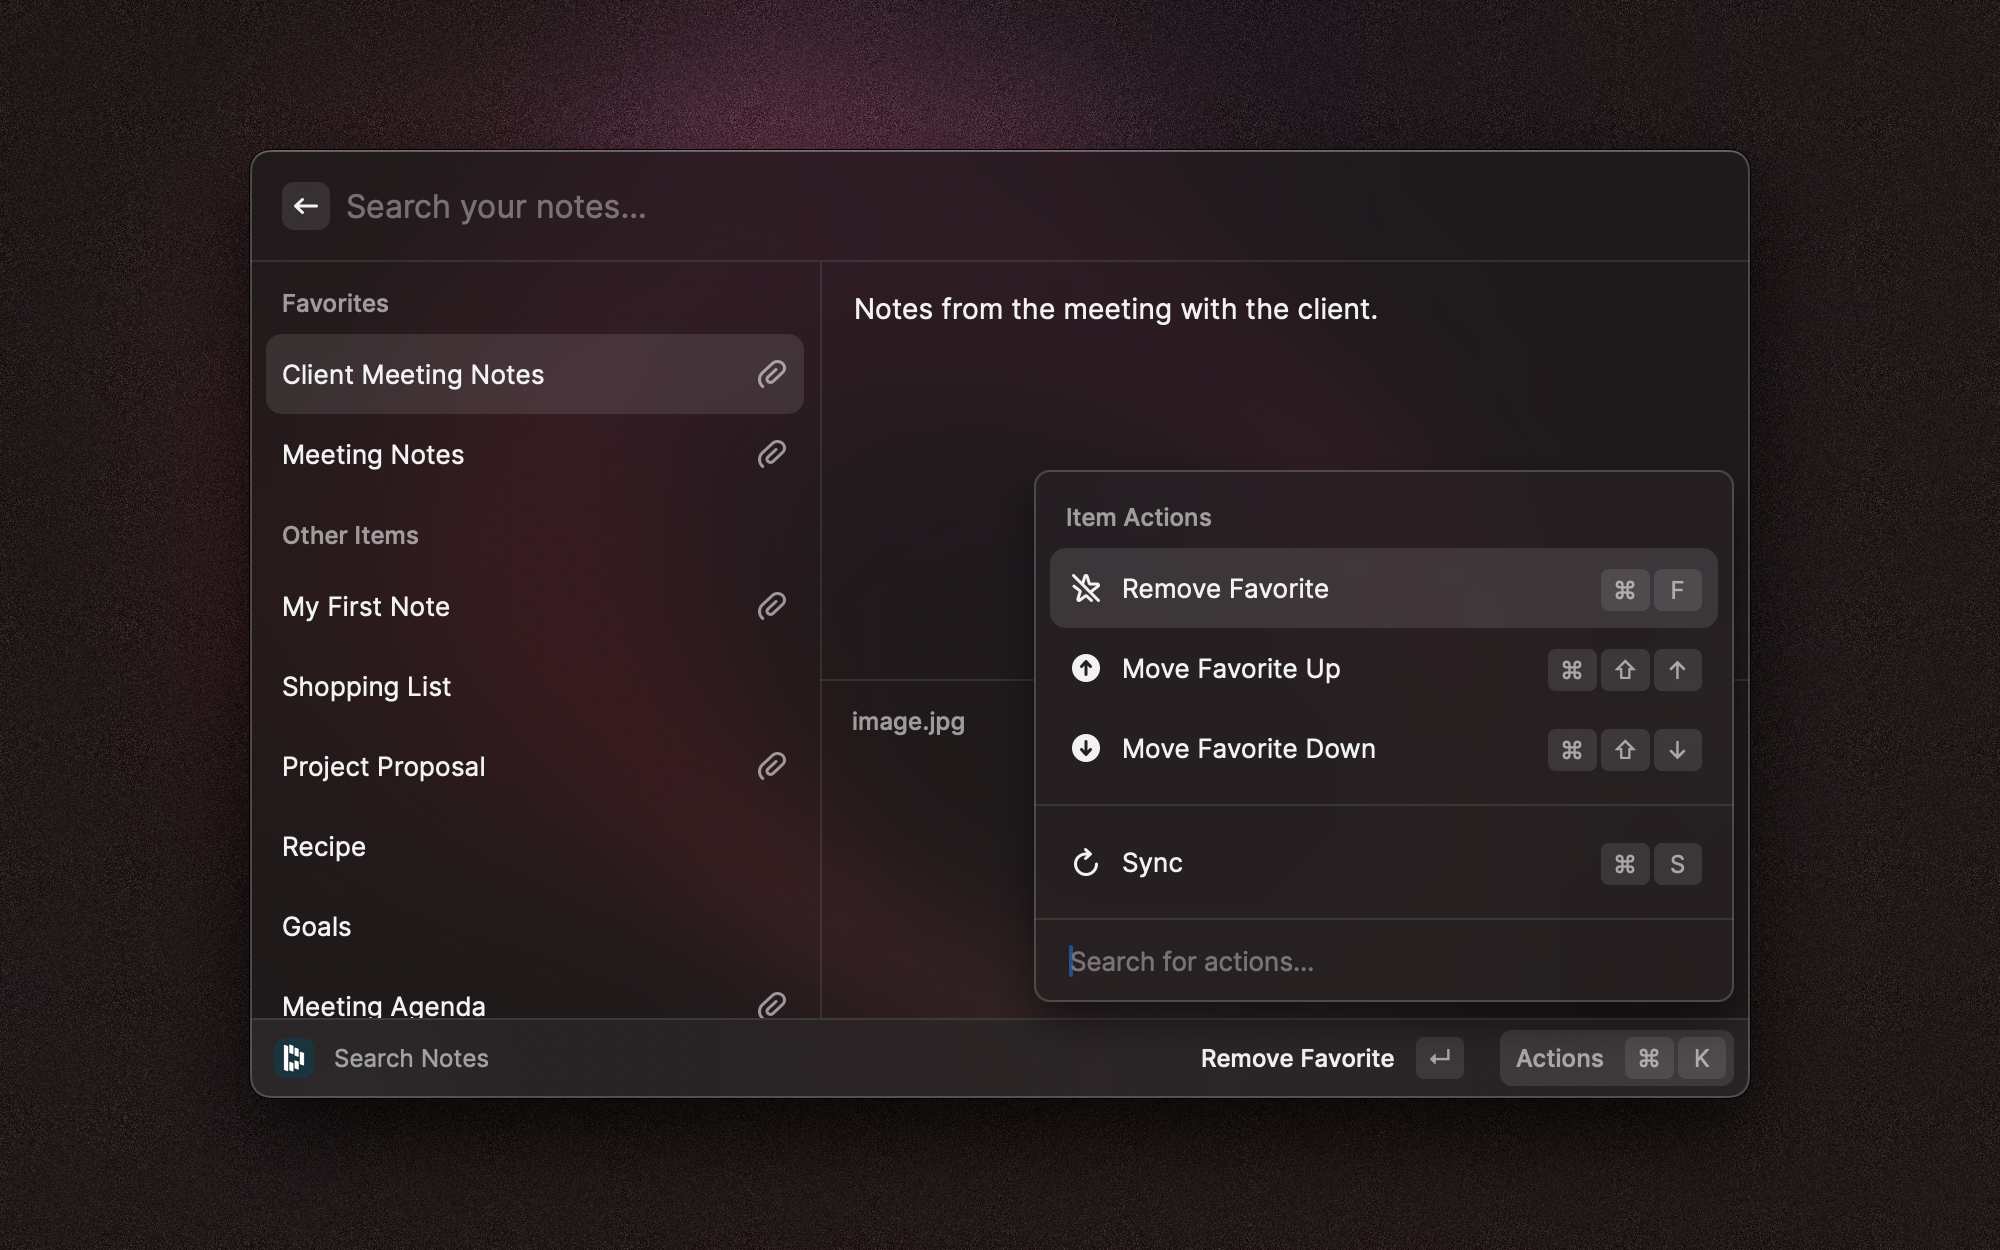 Search your notes...
Favorites
Client Meeting Notes
Meeting Notes
Other Items
My First Note
Shopping List
Project Proposal
Recipe
Goals
Meeting Agenda
Notes from the meeting with the client.
image.jpg
Item Actions
Remove Favorite ⌘ F
Move Favorite Up ⌘ ⇧ ↑
Move Favorite Down ⌘ ⇧ ↓
Sync ⌘ S
Search for actions...
Search Notes
Remove Favorite ↵ Actions ⌘ K